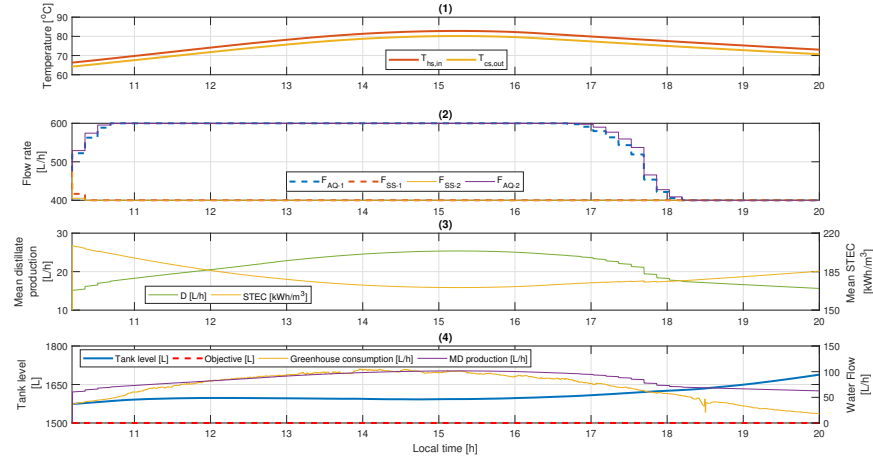 (1)
Temperature [°C]
90
80
70
60
T_hs,in
T_cs,out
11 12 13 14 15 16 17 18 19 20
(2)
Flow rate
[L/h]
600
500
400
F_AQ-1
F_SS-1
F_SS-2
F_AQ-2
11 12 13 14 15 16 17 18 19 20
(3)
Mean distillate
production
[L/h]
30
20
10
D [L/h]
STEC [kWh/m³]
220
185
150
Mean STEC
[kWh/m³]
11 12 13 14 15 16 17 18 19 20
(4)
Tank level
[L]
1800
1650
1500
Tank level [L]
Objective [L]
Greenhouse consumption [L/h]
MD production [L/h]
150
100
50
0
Water Flow
[L/h]
11 12 13 14 15 16 17 18 19 20
Local time [h]